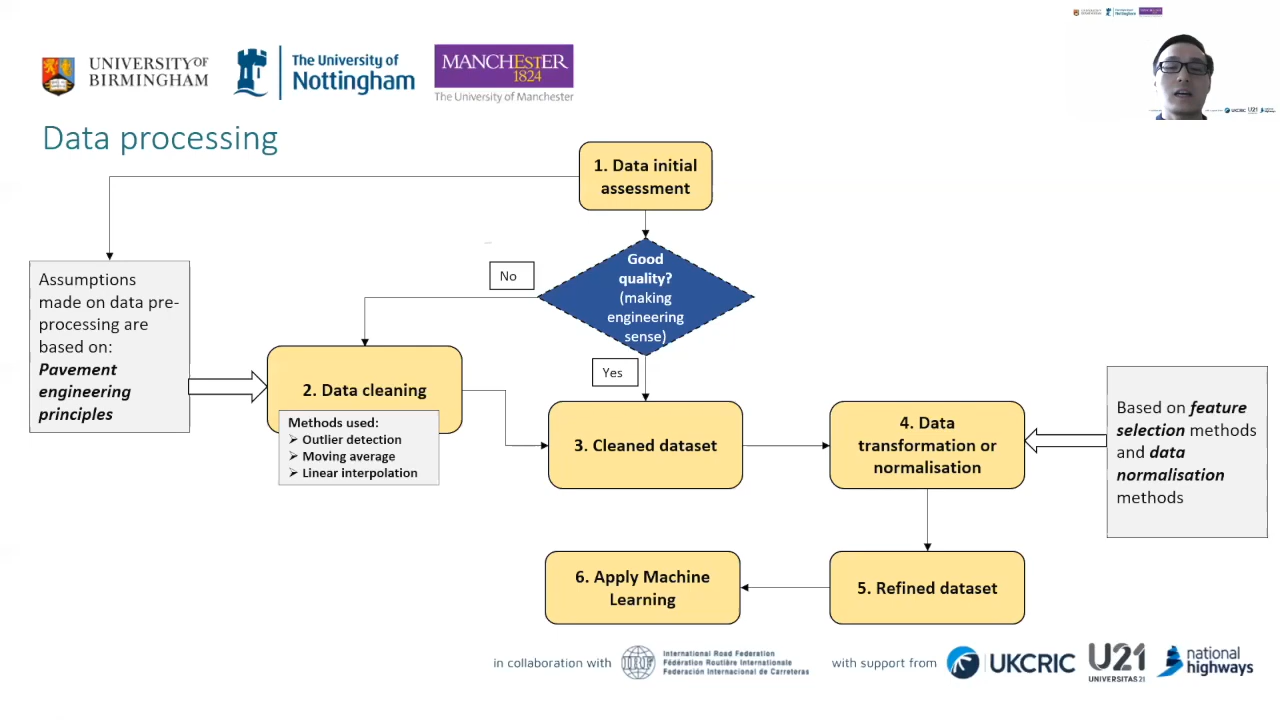 UNIVERSITY OF
BIRMINGHAM
The University of
Nottingham
MANCHESTER
1824
The University of Manchester
Data processing
1. Data initial
assessment
Good
quality?
(making
engineering
sense)
No
Yes
Assumptions
made on data pre-
processing are
based on:
Pavement
engineering
principles
2. Data cleaning
Methods used:
➢ Outlier detection
➢ Moving average
➢ Linear interpolation
3. Cleaned dataset
4. Data
transformation or
normalisation
Based on feature
selection methods
and data
normalisation
methods
6. Apply Machine
Learning
5. Refined dataset
in collaboration with
IRF
International Road Federation
Fédération Routière Internationale
Federación Internacional de Carreteras
with support from
UKCRIC
U21
UNIVERSITAS 21
national
highways
UKCRIC
U21